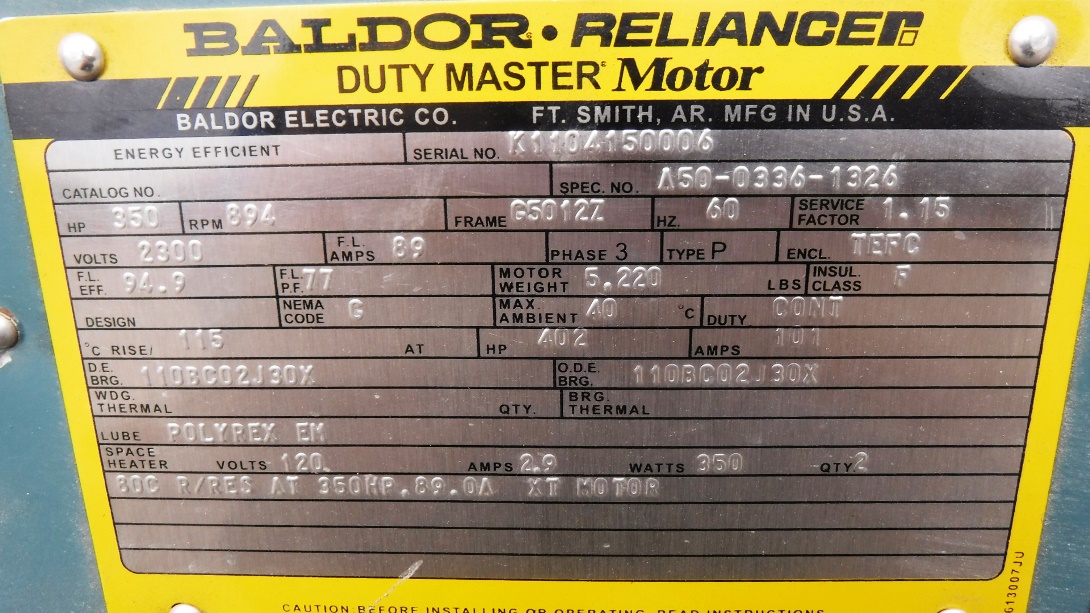 BALDOR • RELIANCE
DUTY MASTER Motor
BALDOR ELECTRIC CO. FT. SMITH, AR. MFG IN U.S.A.
ENERGY EFFICIENT SERIAL NO. K1104150006
CATALOG NO. SPEC. NO. A50-0336-1326
HP 350 RPM 894 FRAME G5012Z HZ. 60 SERVICE FACTOR 1.15
VOLTS 2300 F.L. AMPS 89 PHASE 3 TYPE P ENCL. TEFC
F.L. EFF. 94.9 F.L. P.F. 77 MOTOR WEIGHT 5,220 LBS INSUL. CLASS F
DESIGN NEMA CODE G MAX. AMBIENT 40 °C DUTY CONT
°C RISE/ 115 AT HP 402 AMPS 101
D.E. BRG. 110BC02J30X O.D.E. BRG. 110BC02J30X
WDG. THERMAL QTY. BRG. THERMAL
LUBE POLYREX EM
SPACE HEATER VOLTS 120. AMPS 2.9 WATTS 350 QTY. 2
80C R/RES AT 350HP.89.0A XT MOTOR
613007JU
CAUTION: BEFORE INSTALLING OR OPERATING, READ INSTRUCTIONS